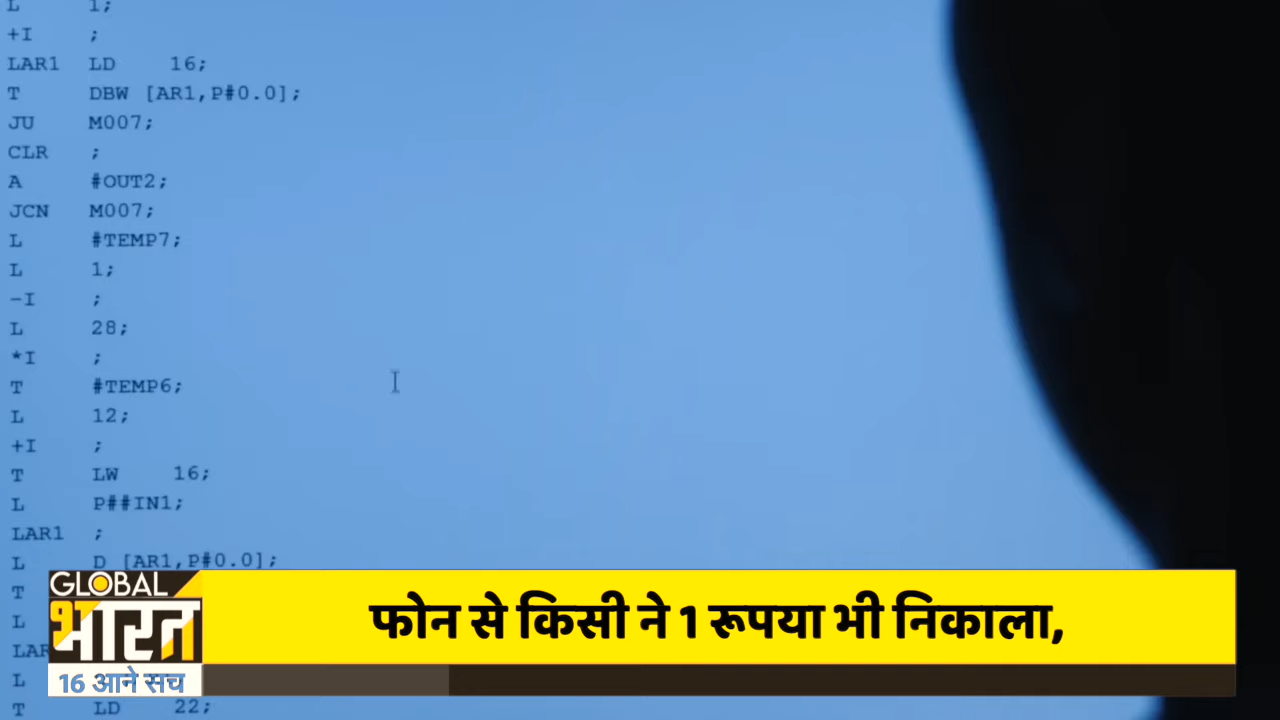 L 1;
+I ;
LAR1 LD 16;
T DBW [AR1,P#0.0];
JU M007;
CLR ;
A #OUT2;
JCN M007;
L #TEMP7;
L 1;
-I ;
L 28;
*I ;
T #TEMP6;
L 12;
+I ;
T LW 16;
L P##IN1;
LAR1 ;
L D [AR1,P#0.0];
T
L
LAR
L
T LD 22;
GLOBAL
भारत
16 आने सच
फोन से किसी ने 1 रूपया भी निकाला,